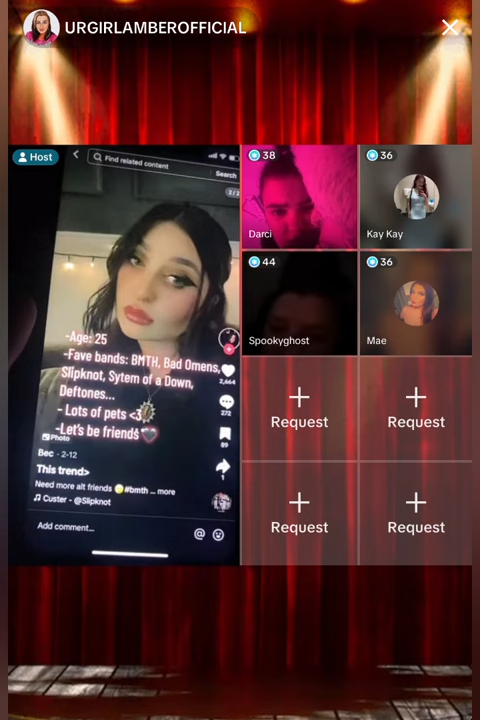 URGIRLAMBEROFFICIAL
Host
Find related content
Search
2/2
-Age: 25
-Fave bands: BMTH, Bad Omens,
Slipknot, Sytem of a Down,
Deftones...
- Lots of pets <3
-Let's be friends
2,664
272
89
1
Photo
Bec · 2-12
This trend>
Need more alt friends #bmth ... more
Custer - @Slipknot
Add comment...
@
38
Darci
36
Kay Kay
44
Spookyghost
36
Mae
+
Request
+
Request
+
Request
+
Request